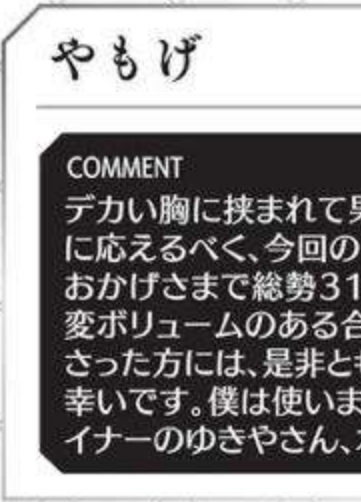 やもげ
COMMENT
デカい胸に挟まれて
に応えるべく、今回の
おかげさまで総勢31
変ボリュームのある合
さった方には、是非とも
幸いです。僕は使いま
イナーのゆきやさん、